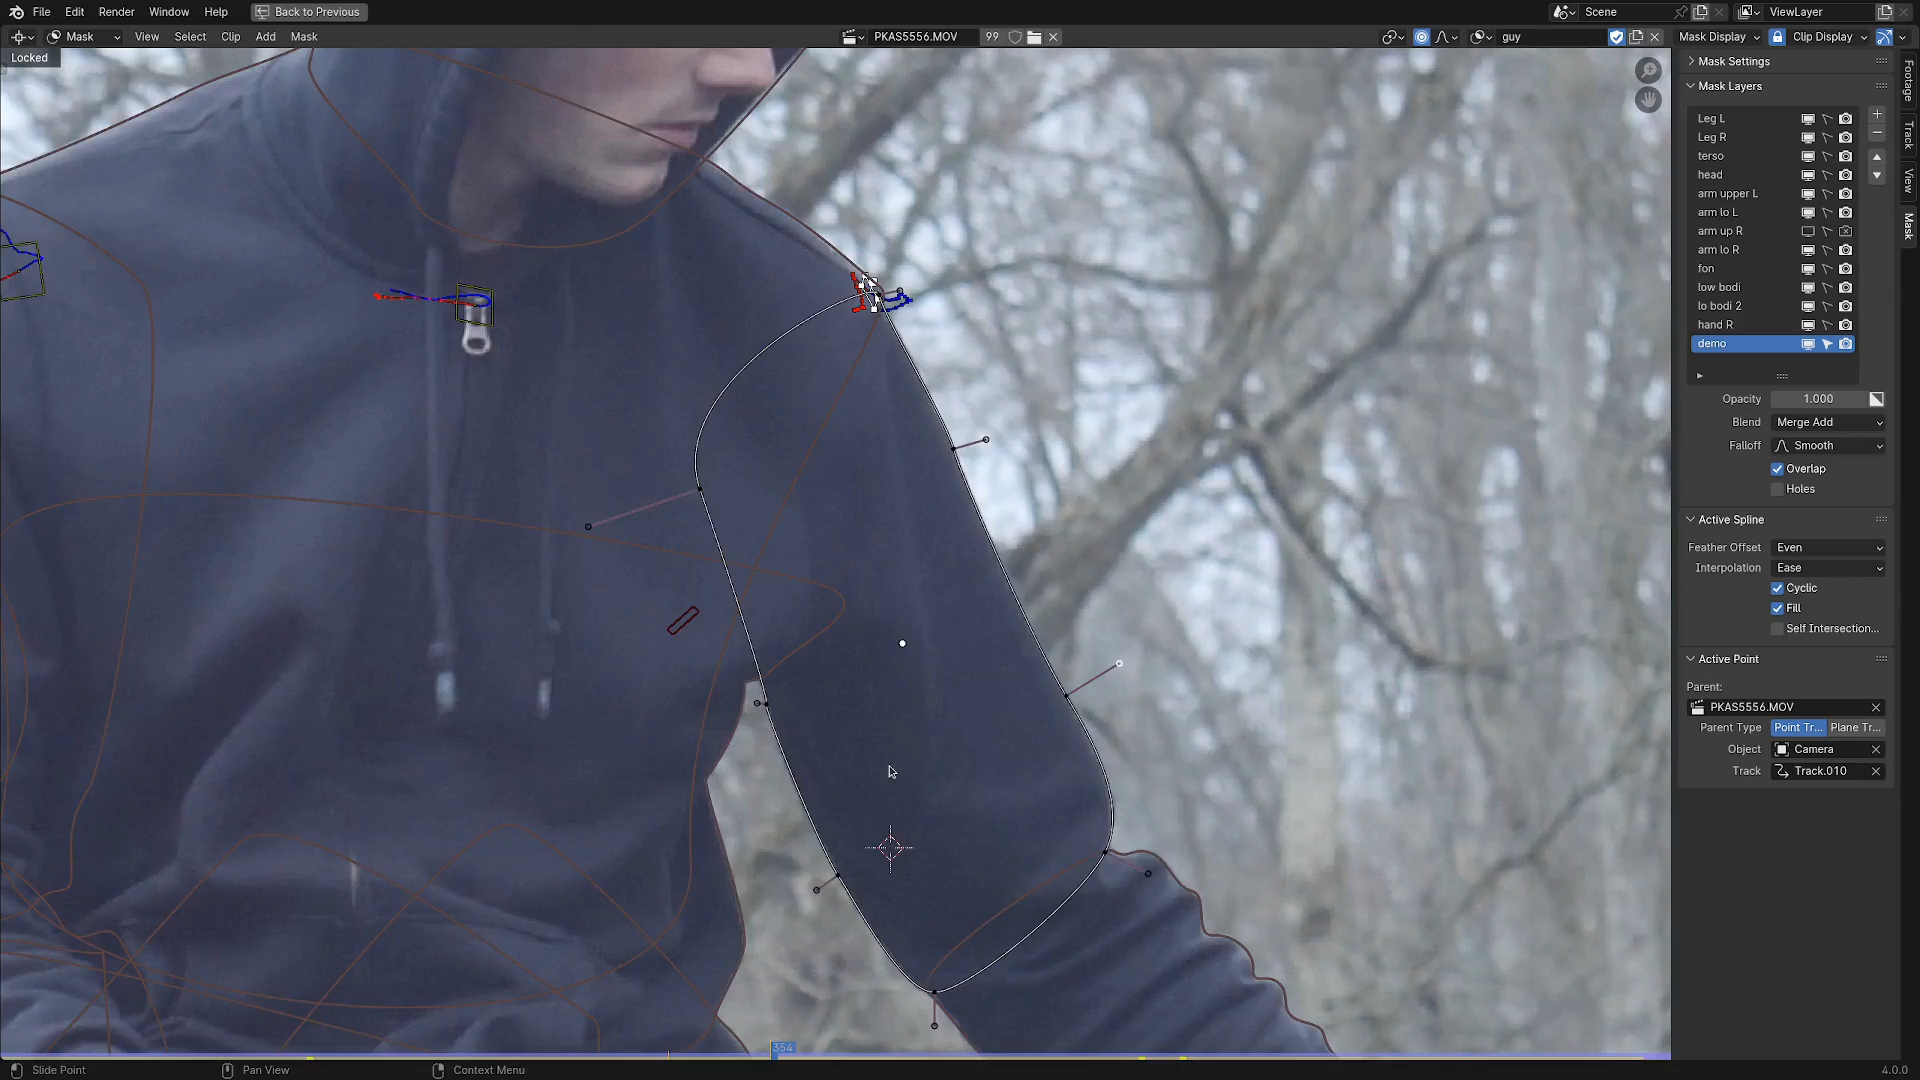 File Edit Render Window Help Back to Previous Scene ViewLayer
Mask View Select Clip Add Mask PKAS5556.MOV 99 guy Mask Display Clip Display
Locked
Mask Settings
Mask Layers
Leg L
Leg R
terso
head
arm upper L
arm lo L
arm up R
arm lo R
fon
low bodi
lo bodi 2
hand R
demo
Opacity 1.000
Blend Merge Add
Falloff Smooth
Overlap
Holes
Active Spline
Feather Offset Even
Interpolation Ease
Cyclic
Fill
Self Intersection...
Active Point
Parent:
PKAS5556.MOV
Parent Type Point Tr... Plane Tr...
Object Camera
Track Track.010
Footage
Track
View
Mask
354
Slide Point Pan View Context Menu 4.0.0